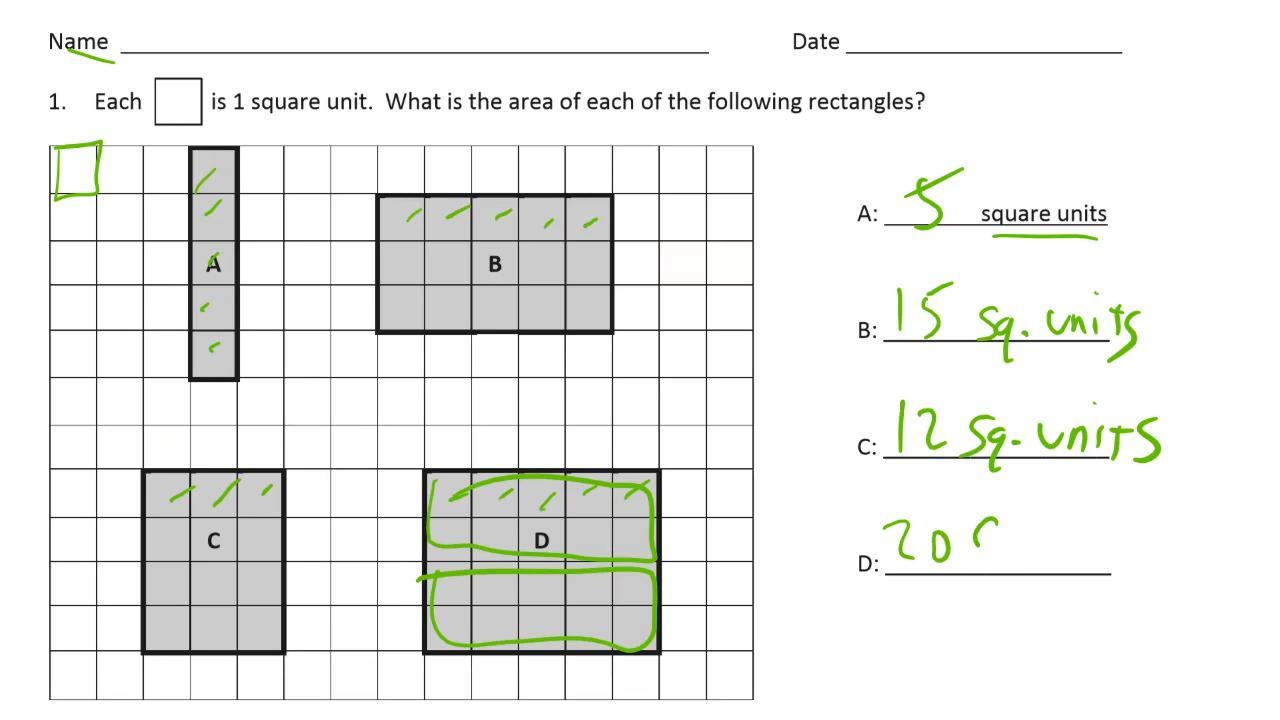 Name Date
1. Each is 1 square unit. What is the area of each of the following rectangles?
A: 5 square units
A
B
B: 15 sq. units
C: 12 sq. units
C
D
D: 20